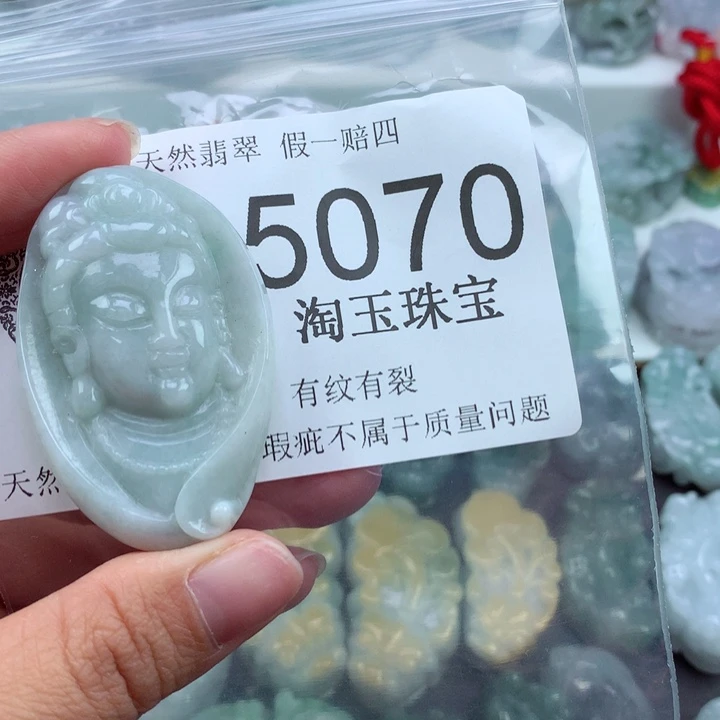 天然翡翠 假一赔四
5070
淘玉珠宝
有纹有裂
瑕疵不属于质量问题
天然